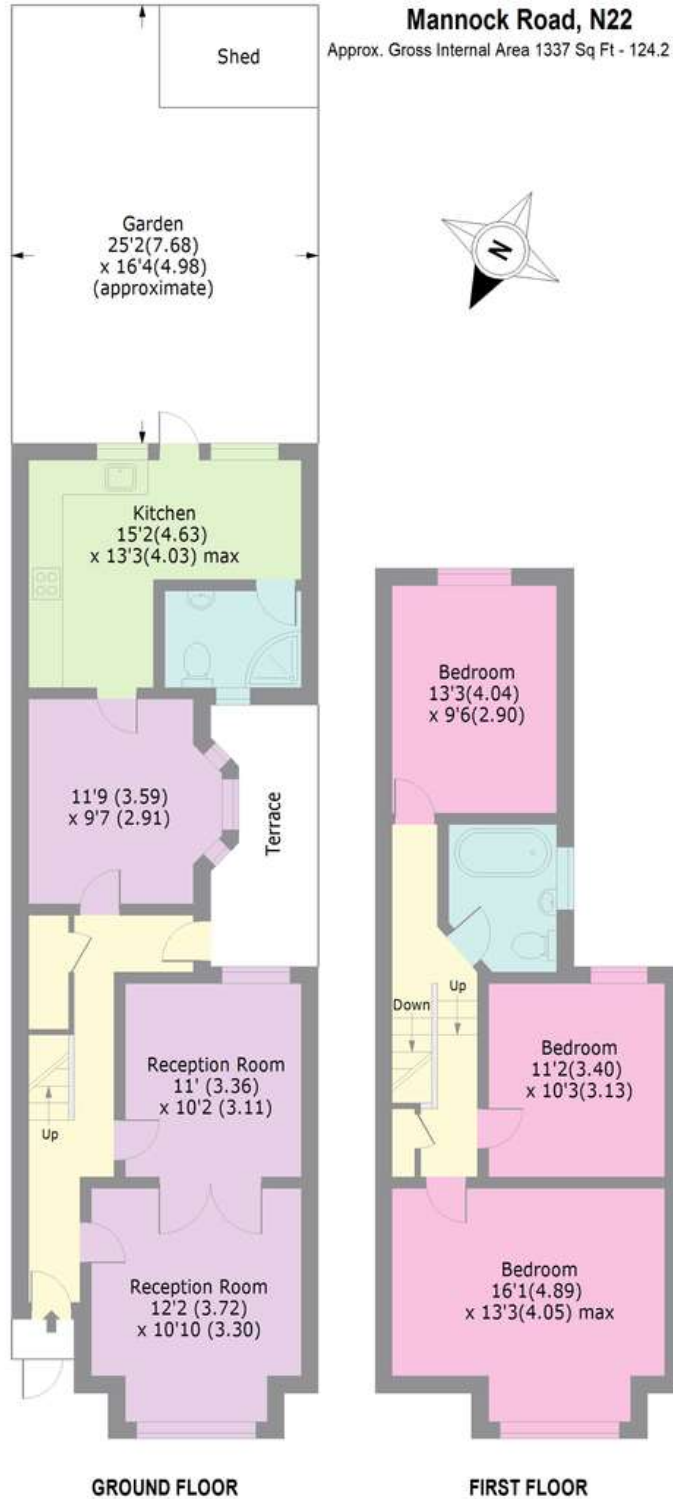 Mannock Road, N22
Approx. Gross Internal Area 1337 Sq Ft - 124.2
Shed
Garden
25'2(7.68)
x 16'4(4.98)
(approximate)
N
Kitchen
15'2(4.63)
x 13'3(4.03) max
11'9 (3.59)
x 9'7 (2.91)
Terrace
Reception Room
11' (3.36)
x 10'2 (3.11)
Up
Reception Room
12'2 (3.72)
x 10'10 (3.30)
GROUND FLOOR
Bedroom
13'3(4.04)
x 9'6(2.90)
Down
Up
Bedroom
11'2(3.40)
x 10'3(3.13)
Bedroom
16'1(4.89)
x 13'3(4.05) max
FIRST FLOOR